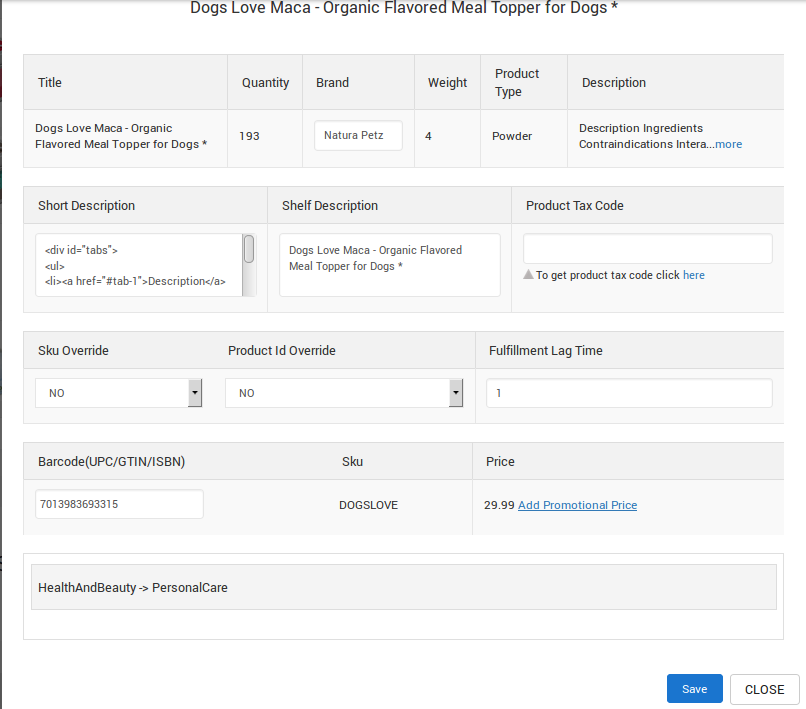 Dogs Love Maca - Organic Flavored Meal Topper for Dogs *
Title
Quantity
Brand
Weight
Product
Type
Description
Dogs Love Maca - Organic
Flavored Meal Topper for Dogs *
193
Natura Petz
4
Powder
Description Ingredients
Contraindications Intera...more
Short Description
Shelf Description
Product Tax Code
<div id="tabs">
<ul>
<li><a href="#tab-1">Description</a>
Dogs Love Maca - Organic Flavored
Meal Topper for Dogs *
To get product tax code click here
Sku Override
Product Id Override
Fulfillment Lag Time
NO
NO
1
Barcode(UPC/GTIN/ISBN)
Sku
Price
7013983693315
DOGSLOVE
29.99 Add Promotional Price
HealthAndBeauty -> PersonalCare
Save
CLOSE